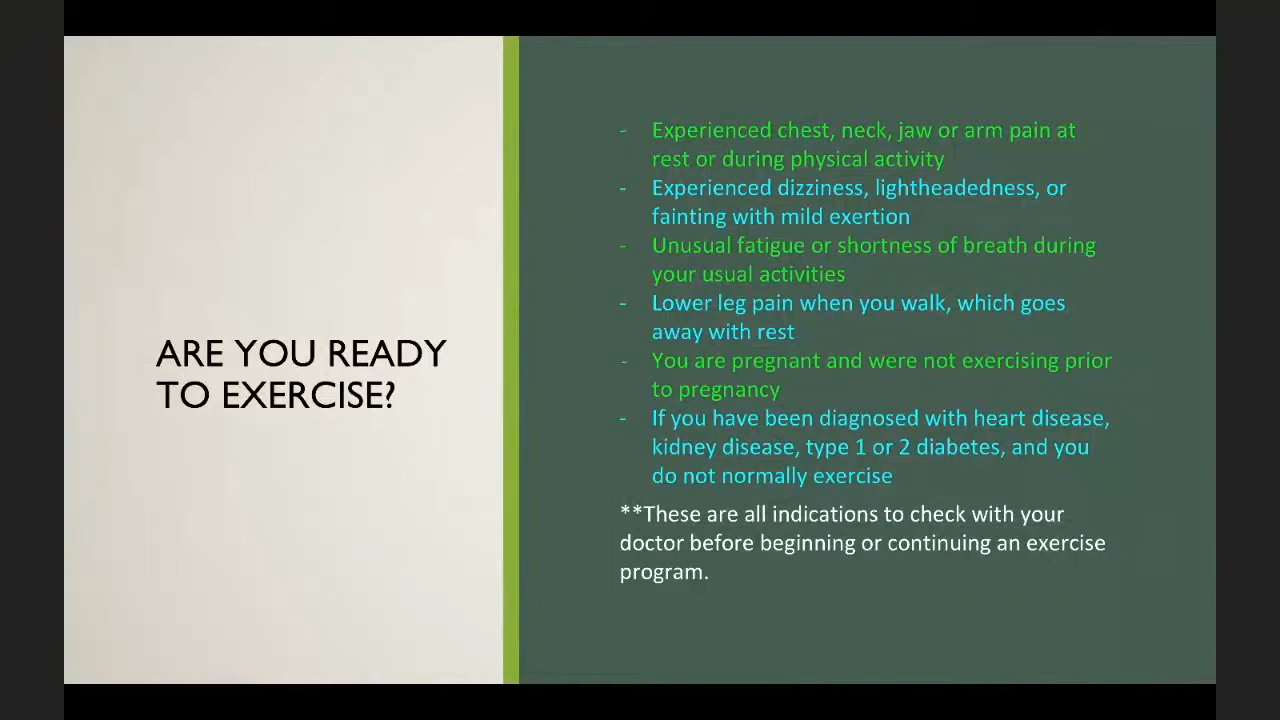 ARE YOU READY
TO EXERCISE?
- Experienced chest, neck, jaw or arm pain at
rest or during physical activity
- Experienced dizziness, lightheadedness, or
fainting with mild exertion
- Unusual fatigue or shortness of breath during
your usual activities
- Lower leg pain when you walk, which goes
away with rest
- You are pregnant and were not exercising prior
to pregnancy
- If you have been diagnosed with heart disease,
kidney disease, type 1 or 2 diabetes, and you
do not normally exercise
**These are all indications to check with your
doctor before beginning or continuing an exercise
program.